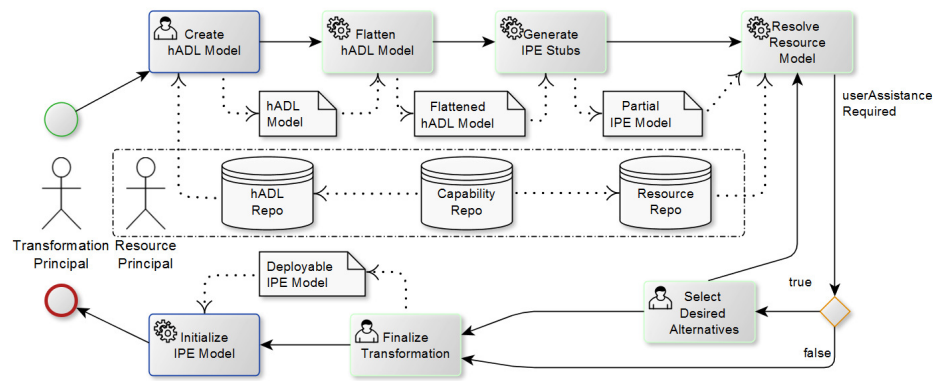 Create
hADL Model
Flatten
hADL Model
Generate
IPE Stubs
Resolve
Resource
Model
hADL
Model
Flattened
hADL Model
Partial
IPE Model
userAssistance
Required
hADL
Repo
Capability
Repo
Resource
Repo
Transformation
Principal
Resource
Principal
Deployable
IPE Model
true
Select
Desired
Alternatives
Initialize
IPE Model
Finalize
Transformation
false